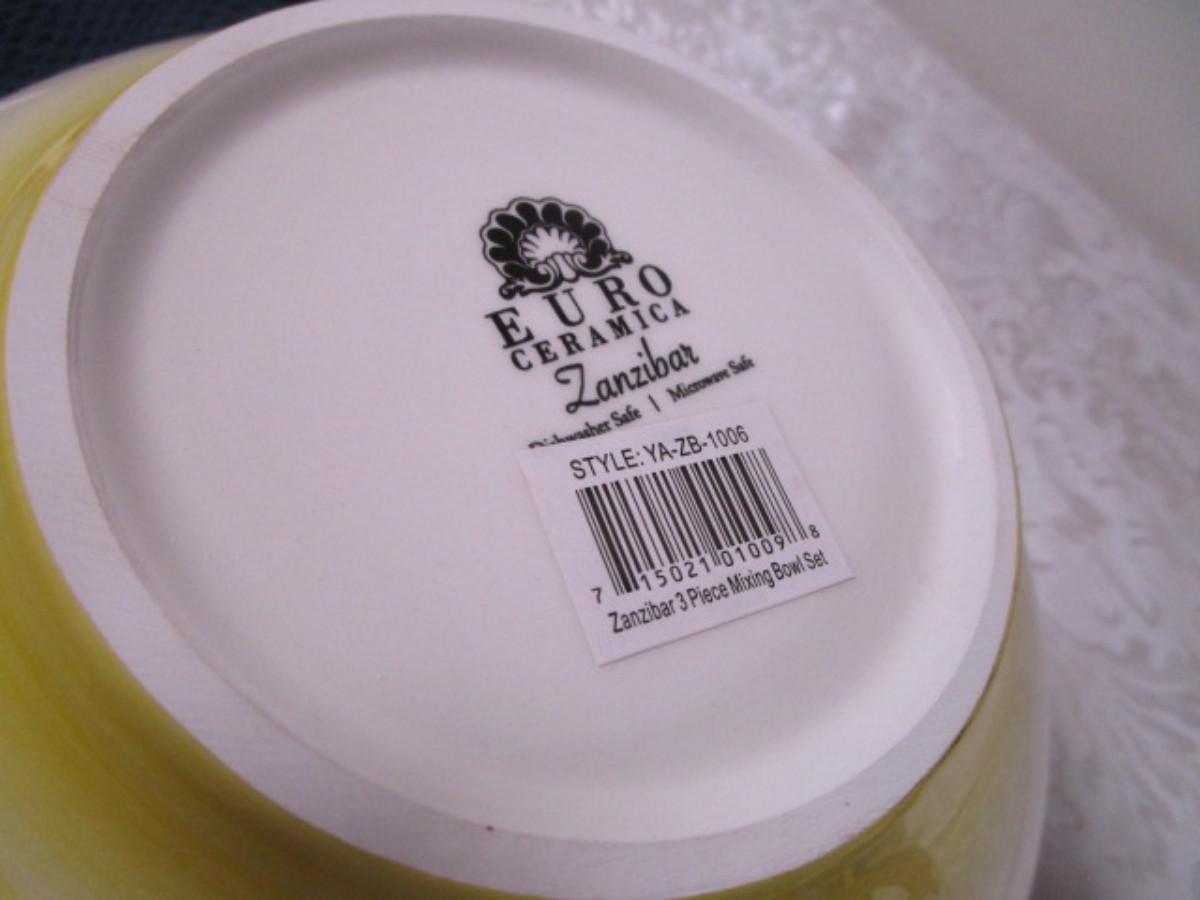 EURO
CERAMICA
Zanzibar
Dishwasher Safe | Microwave Safe
STYLE: YA-ZB-1006
7 15021 01009 8
Zanzibar 3 Piece Mixing Bowl Set